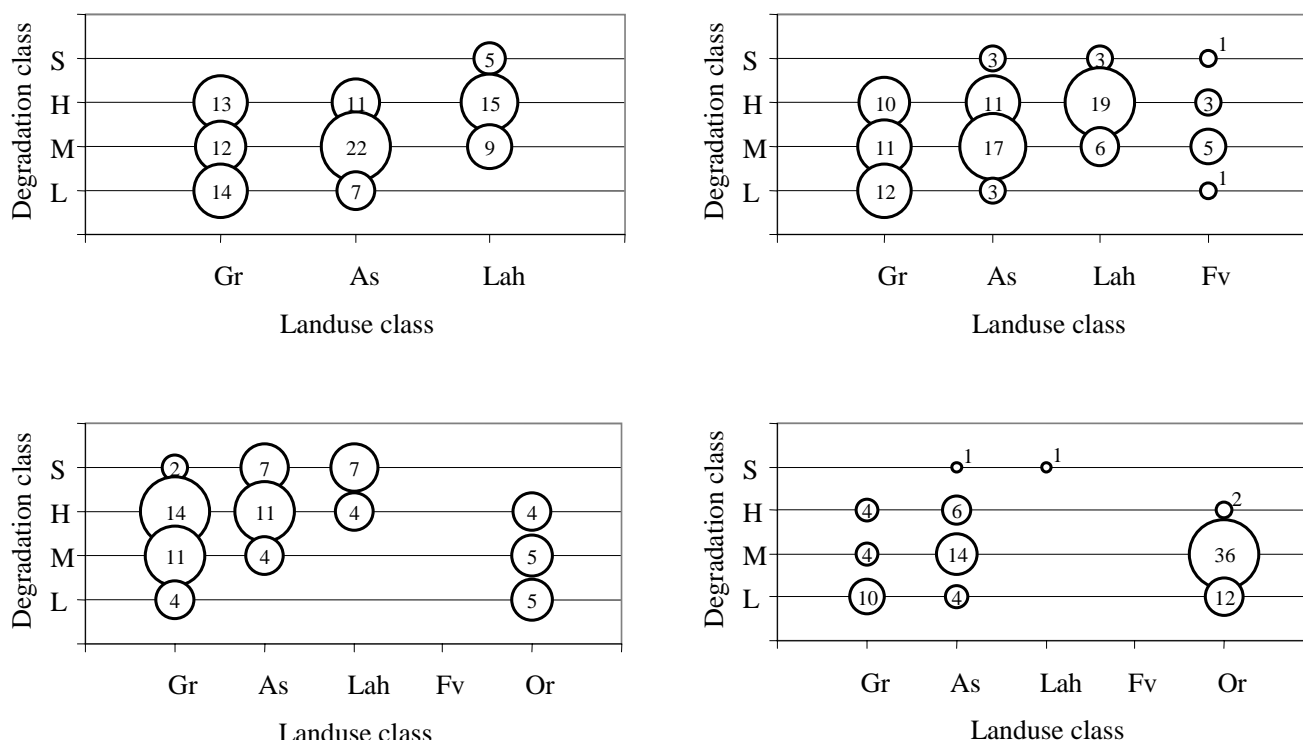 Degradation class
S
5
H
13 11 15
M
12 22 9
L
14 7
Gr As Lah
Landuse class
Degradation class
S
3 3 1
H
10 11 19 3
M
11 17 6 5
L
12 3 1
Gr As Lah Fv
Landuse class
Degradation class
S
2 7 7
H
14 11 4 4
M
11 4 5
L
4 5
Gr As Lah Fv Or
Landuse class
Degradation class
S
1 1
H
4 6 2
M
4 14 36
L
10 4 12
Gr As Lah Fv Or
Landuse class